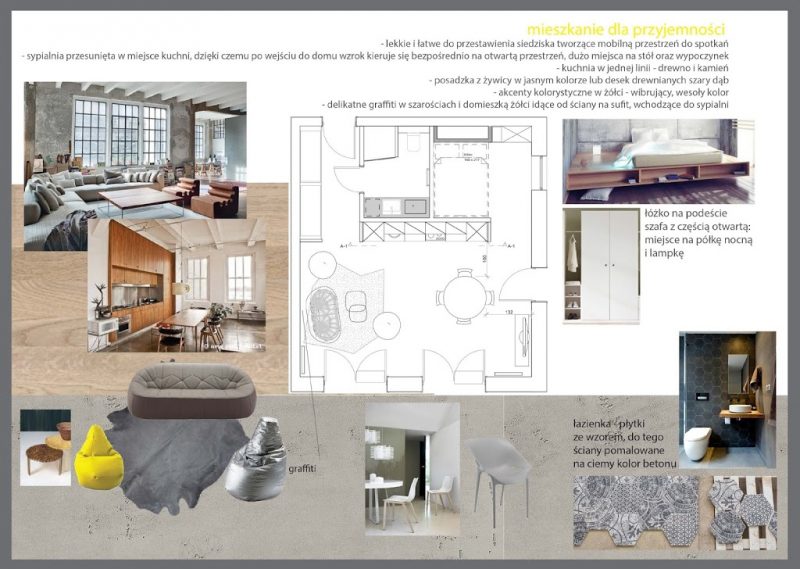 mieszkanie dla przyjemności
- lekkie i łatwe do przestawienia siedziska tworzące mobilną przestrzeń do spotkań
- sypialnia przesunięta w miejsce kuchni, dzięki czemu po wejściu do domu wzrok kieruje się bezpośrednio na otwartą przestrzeń, dużo miejsca na stół oraz wypoczynek
- kuchnia w jednej linii - drewno i kamień
- posadzka z żywicy w jasnym kolorze lub desek drewnianych szary dąb
- akcenty kolorystyczne w żółci - wibrujący, wesoły kolor
- delikatne graffiti w szarościach i domieszką żółci idące od ściany na sufit, wchodzące do sypialni
łóżko na podeście
szafa z częścią otwartą:
miejsce na półkę nocną
i lampkę
A-1
A-1
100
132
łazienka - płytki
ze wzorem, do tego
ściany pomalowane
na ciemy kolor betonu
graffiti